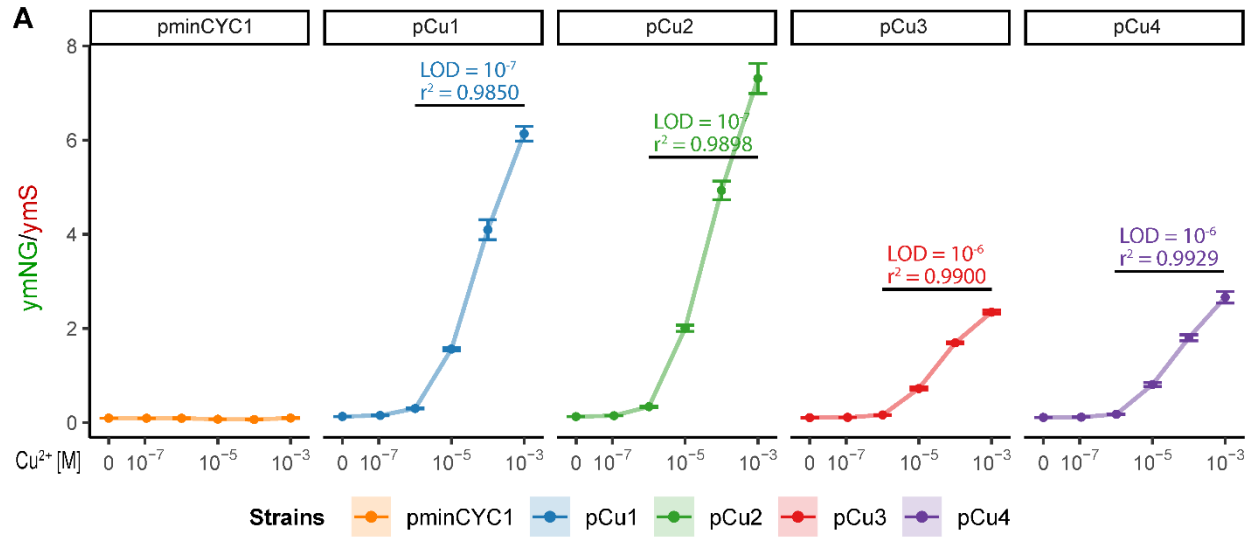 A
pminCYC1 pCu1 pCu2 pCu3 pCu4
8
6
4
2
0
ymNG/ymS
LOD = 10⁻⁷
r² = 0.9850
LOD = 10⁻⁷
r² = 0.9898
LOD = 10⁻⁶
r² = 0.9900
LOD = 10⁻⁶
r² = 0.9929
Cu²⁺ [M] 0 10⁻⁷ 10⁻⁵ 10⁻³ 0 10⁻⁷ 10⁻⁵ 10⁻³ 0 10⁻⁷ 10⁻⁵ 10⁻³ 0 10⁻⁷ 10⁻⁵ 10⁻³ 0 10⁻⁷ 10⁻⁵ 10⁻³
Strains pminCYC1 pCu1 pCu2 pCu3 pCu4